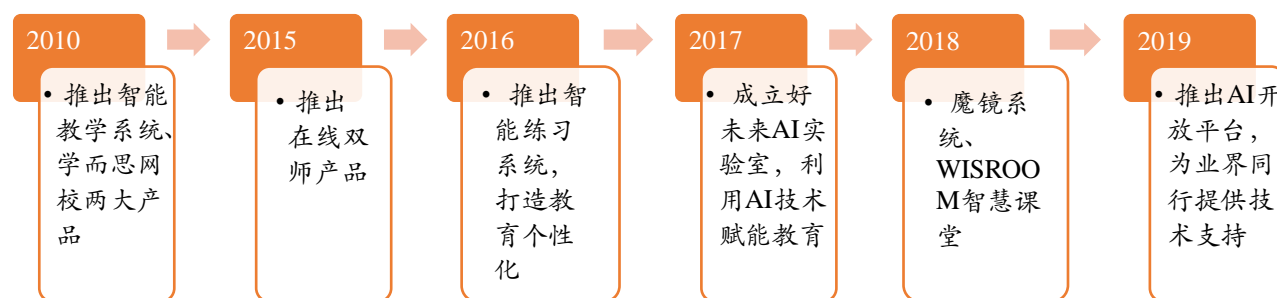 2010
• 推出智能
教学系统、
学而思网
校两大产
品
2015
• 推出
在线双
师产品
2016
• 推出智
能练习
系统，
打造教
育个性
化
2017
• 成立好
未来AI实
验室，利
用AI技术
赋能教育
2018
• 魔镜系
统、
WISROO
M智慧课
堂
2019
• 推出AI开
放平台，
为业界同
行提供技
术支持